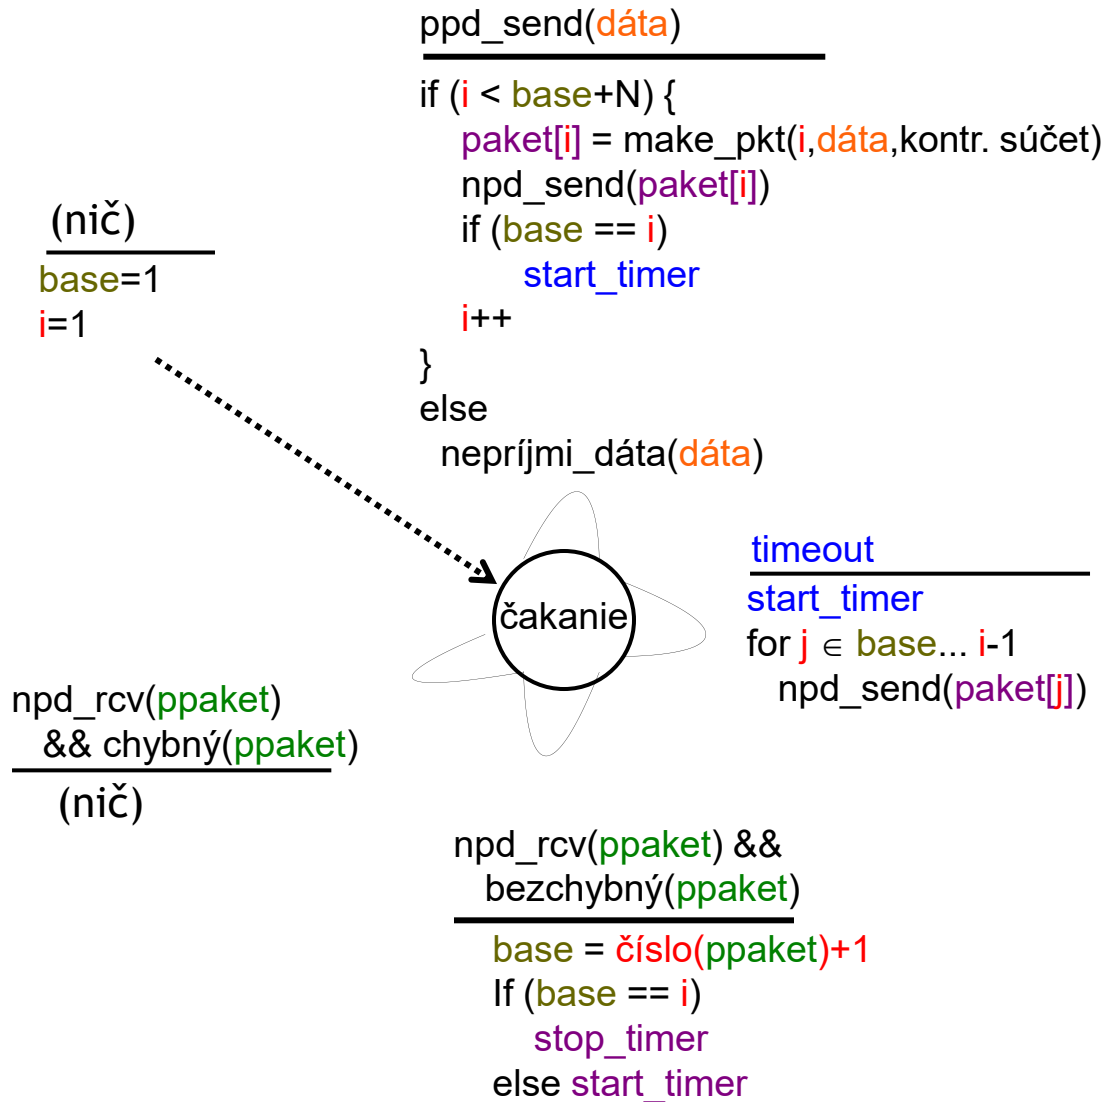 ppd_send(dáta)
if (i < base+N) {
paket[i] = make_pkt(i,dáta,kontr. súčet)
npd_send(paket[i])
if (base == i)
start_timer
i++
}
else
nepríjmi_dáta(dáta)
(nič)
base=1
i=1
čakanie
timeout
start_timer
for j ∈ base... i-1
npd_send(paket[j])
npd_rcv(ppaket)
&& chybný(ppaket)
(nič)
npd_rcv(ppaket) &&
bezchybný(ppaket)
base = číslo(ppaket)+1
If (base == i)
stop_timer
else start_timer